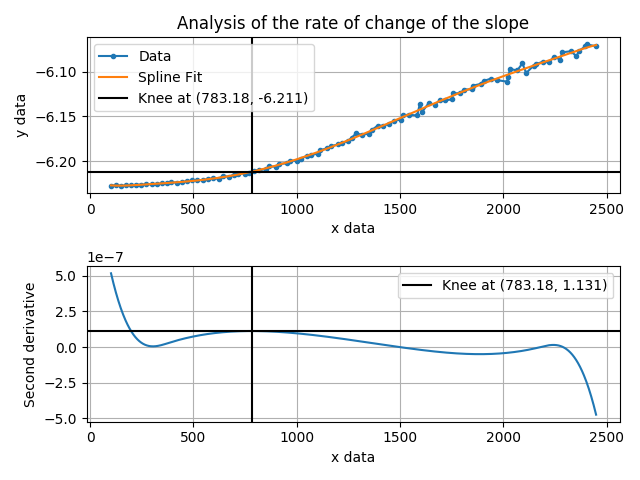 Analysis of the rate of change of the slope
Data
Spline Fit
Knee at (783.18, -6.211)
y data
−6.10
−6.15
−6.20
0 500 1000 1500 2000 2500
x data
1e−7
Knee at (783.18, 1.131)
Second derivative
5.0
2.5
0.0
−2.5
−5.0
0 500 1000 1500 2000 2500
x data